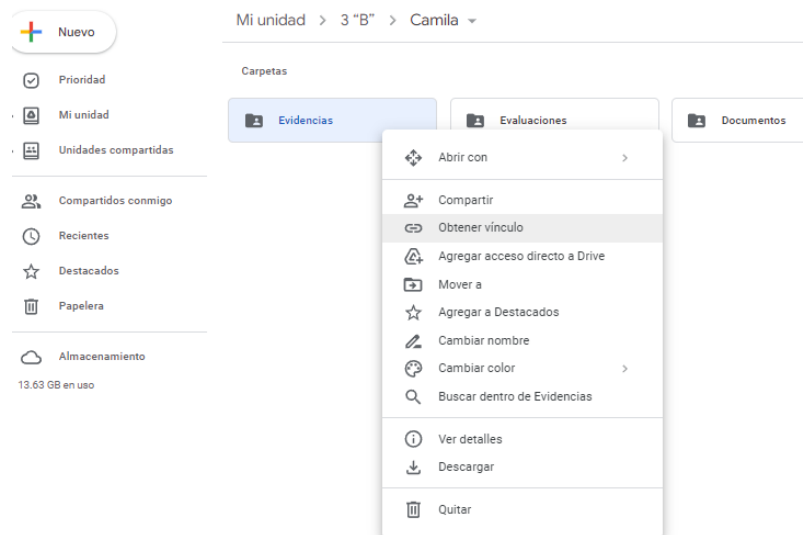 Mi unidad > 3 “B” > Camila
Nuevo
Carpetas
Prioridad
Mi unidad
Unidades compartidas
Compartidos conmigo
Recientes
Destacados
Papelera
Almacenamiento
13.63 GB en uso
Evidencias
Evaluaciones
Documentos
Abrir con
Compartir
Obtener vínculo
Agregar acceso directo a Drive
Mover a
Agregar a Destacados
Cambiar nombre
Cambiar color
Buscar dentro de Evidencias
Ver detalles
Descargar
Quitar